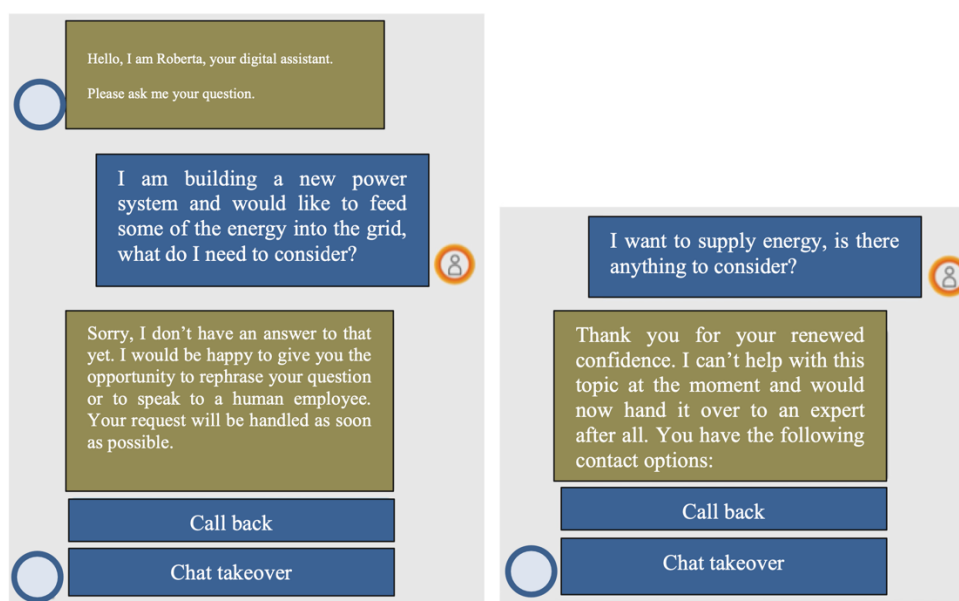 Hello, I am Roberta, your digital assistant.
Please ask me your question.
I am building a new power
system and would like to feed
some of the energy into the grid,
what do I need to consider?
Sorry, I don't have an answer to that
yet. I would be happy to give you the
opportunity to rephrase your question
or to speak to a human employee.
Your request will be handled as soon
as possible.
Call back
Chat takeover
I want to supply energy, is there
anything to consider?
Thank you for your renewed
confidence. I can't help with this
topic at the moment and would
now hand it over to an expert
after all. You have the following
contact options:
Call back
Chat takeover